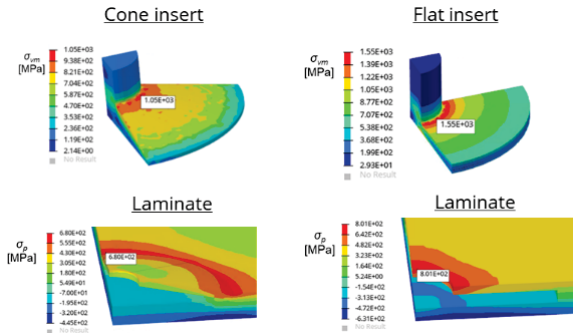 Cone insert
σvm
[MPa]
1.05E+03
9.38E+02
8.21E+02
7.04E+02
5.87E+02
4.70E+02
3.53E+02
2.36E+02
1.19E+02
2.14E+00
No Result
1.05E+03
Flat insert
σvm
[MPa]
1.55E+03
1.39E+03
1.22E+03
1.05E+03
8.77E+02
7.07E+02
5.38E+02
3.68E+02
1.99E+02
2.93E+01
No Result
1.55E+03
Laminate
σp
[MPa]
6.80E+02
5.55E+02
4.30E+02
3.05E+02
1.80E+02
5.49E+01
-7.00E+01
-1.95E+02
-3.20E+02
-4.45E+02
No Result
6.80E+02
Laminate
σp
[MPa]
8.01E+02
6.42E+02
4.82E+02
3.23E+02
1.64E+02
5.24E+00
-1.54E+02
-3.13E+02
-4.72E+02
-6.31E+02
No Result
8.01E+02